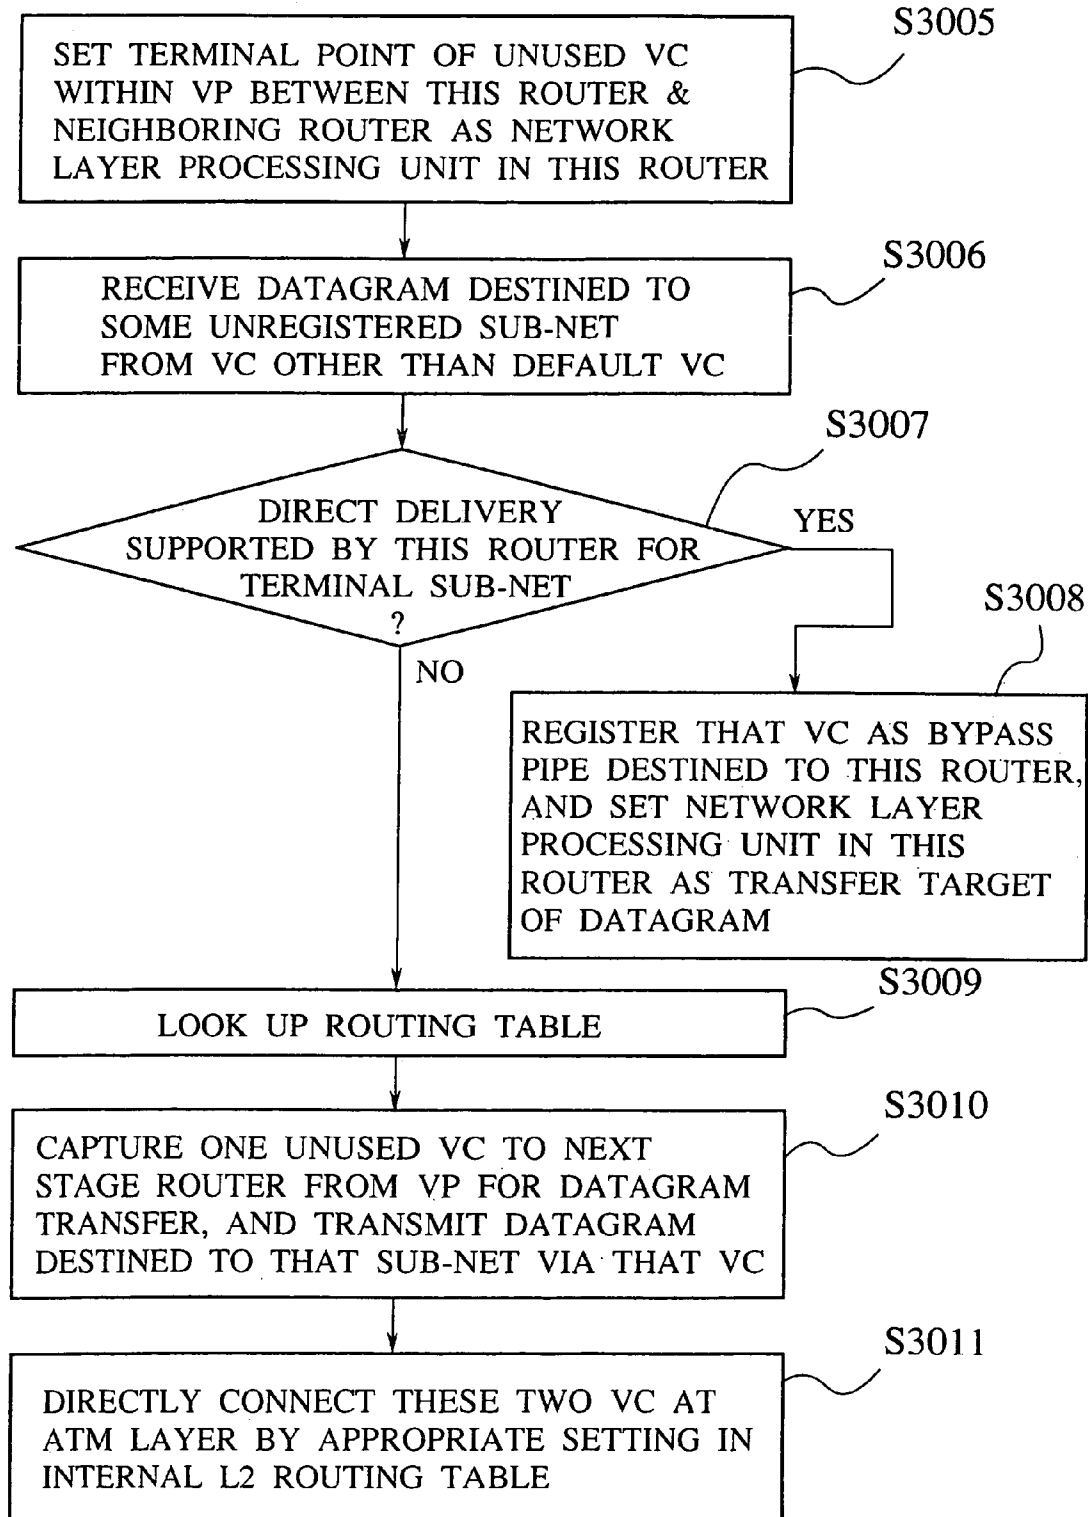 S3005
SET TERMINAL POINT OF UNUSED VC
WITHIN VP BETWEEN THIS ROUTER &
NEIGHBORING ROUTER AS NETWORK
LAYER PROCESSING UNIT IN THIS ROUTER
S3006
RECEIVE DATAGRAM DESTINED TO
SOME UNREGISTERED SUB-NET
FROM VC OTHER THAN DEFAULT VC
S3007
DIRECT DELIVERY
SUPPORTED BY THIS ROUTER FOR
TERMINAL SUB-NET
?
YES
NO
S3008
REGISTER THAT VC AS BYPASS
PIPE DESTINED TO THIS ROUTER,
AND SET NETWORK LAYER
PROCESSING UNIT IN THIS
ROUTER AS TRANSFER TARGET
OF DATAGRAM
S3009
LOOK UP ROUTING TABLE
S3010
CAPTURE ONE UNUSED VC TO NEXT
STAGE ROUTER FROM VP FOR DATAGRAM
TRANSFER, AND TRANSMIT DATAGRAM
DESTINED TO THAT SUB-NET VIA THAT VC
S3011
DIRECTLY CONNECT THESE TWO VC AT
ATM LAYER BY APPROPRIATE SETTING IN
INTERNAL L2 ROUTING TABLE